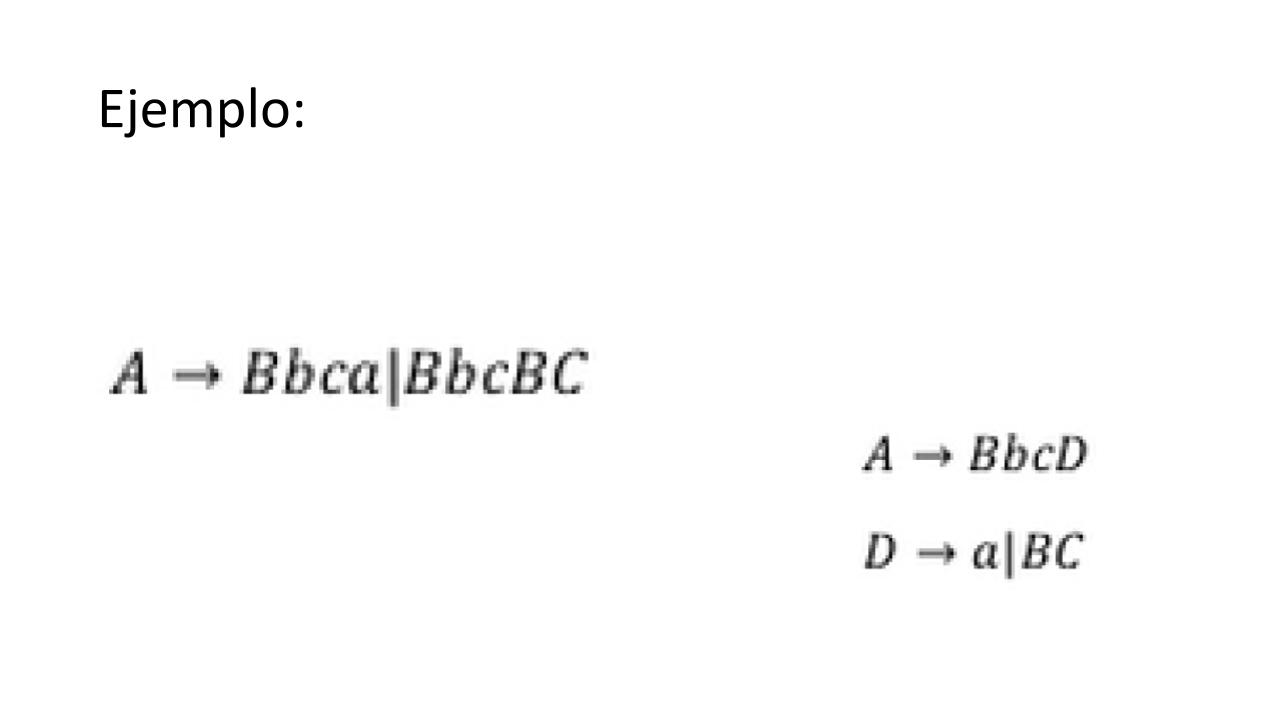 Ejemplo:
A → Bbca|BbcBC
A → BbcD
D → a|BC